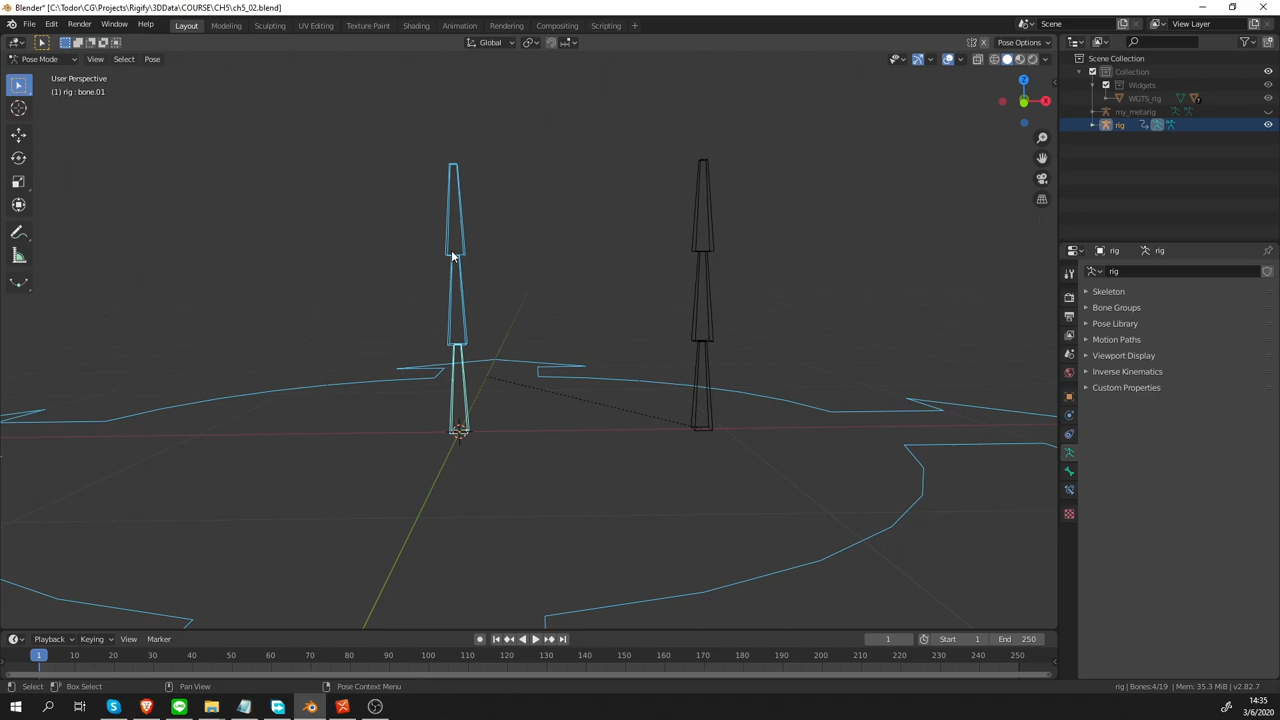 Blender* [C:\Todor\CG\Projects\Rigify\3DData\COURSE\CH5\ch5_02.blend]
File Edit Render Window Help Layout Modeling Sculpting UV Editing Texture Paint Shading Animation Rendering Compositing Scripting + Scene View Layer
Global Pose Options
Pose Mode View Select Pose
User Perspective
(1) rig : bone.01
Z
X
Scene Collection
Collection
Widgets
WGTS_rig
my_metarig
rig
rig rig
rig
Skeleton
Bone Groups
Pose Library
Motion Paths
Viewport Display
Inverse Kinematics
Custom Properties
Playback Keying View Marker 1 Start 1 End 250
1 10 20 30 40 50 60 70 80 90 100 110 120 130 140 150 160 170 180 190 200 210 220 230 240 250
Select Box Select Pan View Pose Context Menu rig | Bones:4/19 | Mem: 35.3 MiB | v2.82.7
14:35
3/6/2020